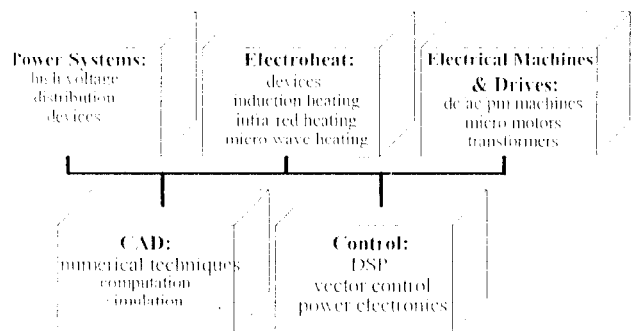 Power Systems:
high voltage
distribution
devices
Electroheat:
devices
induction heating
infra red heating
micro wave heating
Electrical Machines
& Drives:
dc ac pm machines
micro motors
transformers
CAD:
numerical techniques
computation
simulation
Control:
DSP
vector control
power electronics